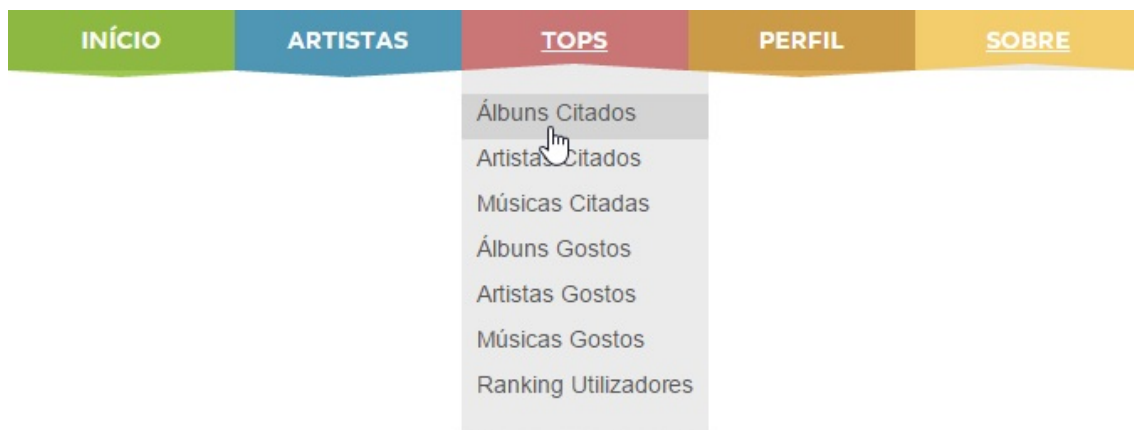 INÍCIO ARTISTAS TOPS PERFIL SOBRE
Álbuns Citados
Artistas Citados
Músicas Citadas
Álbuns Gostos
Artistas Gostos
Músicas Gostos
Ranking Utilizadores